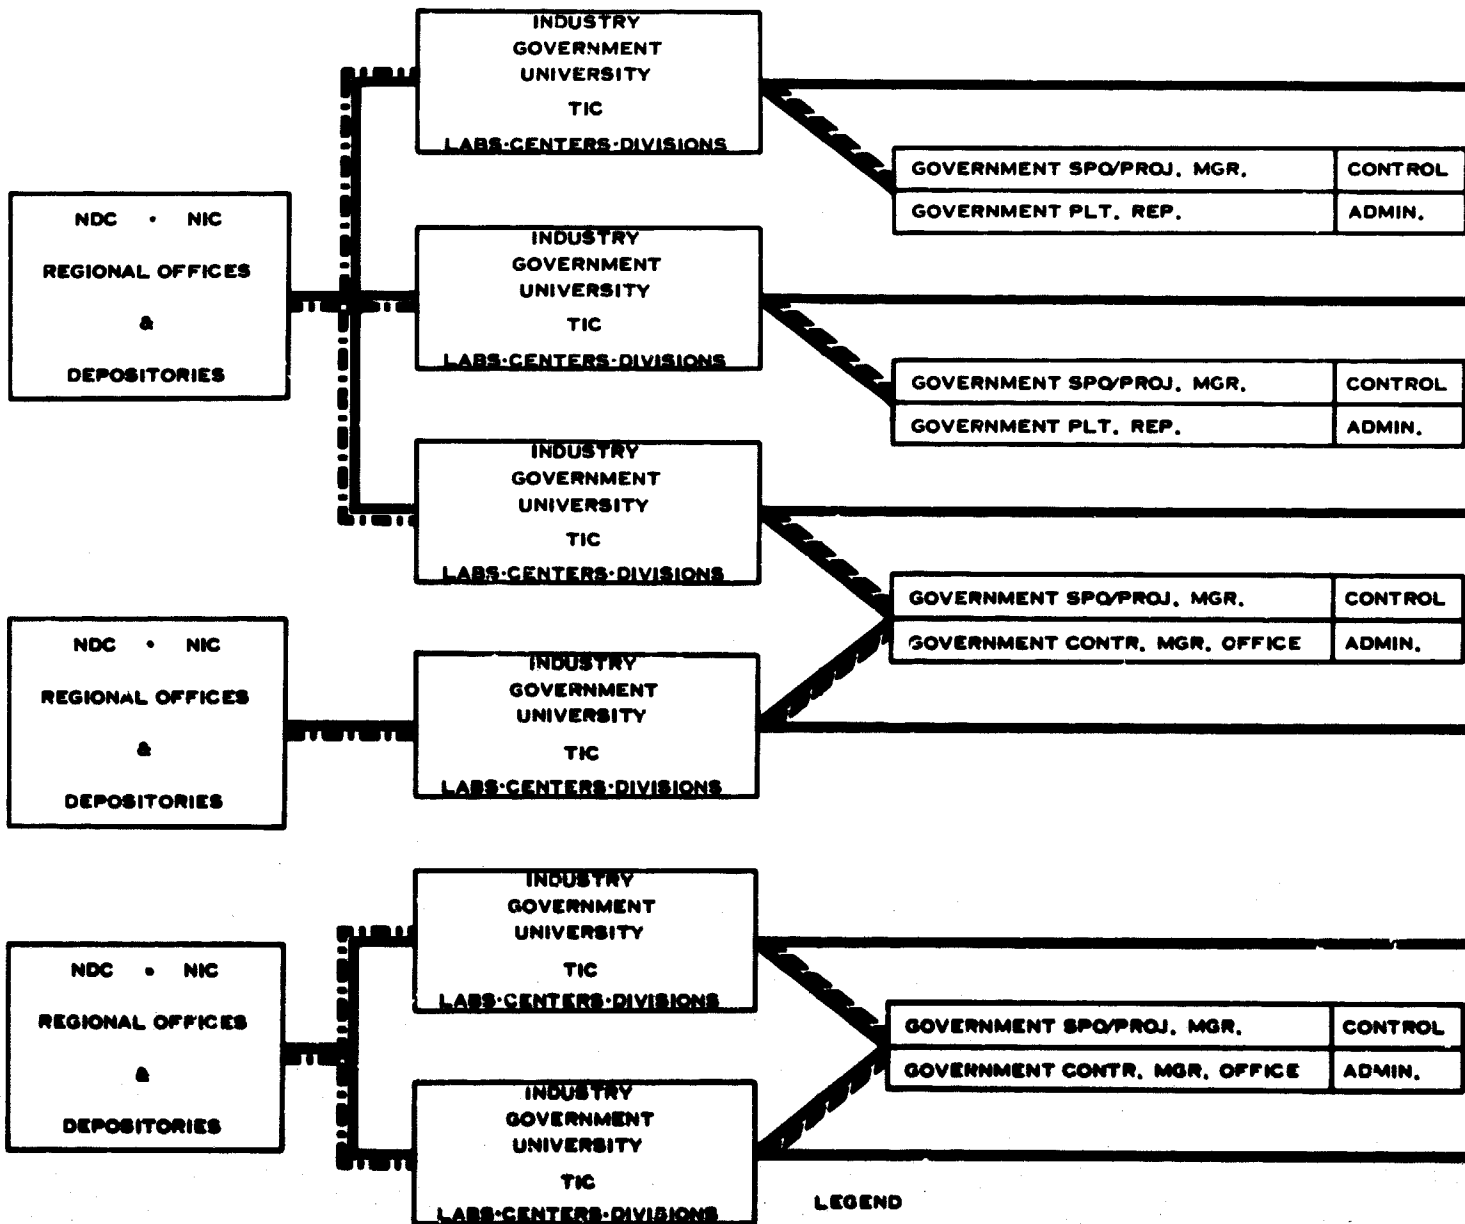 INDUSTRY
GOVERNMENT
UNIVERSITY
TIC
LABS·CENTERS·DIVISIONS
GOVERNMENT SPO/PROJ. MGR. CONTROL
GOVERNMENT PLT. REP. ADMIN.
NDC • NIC
REGIONAL OFFICES
&
DEPOSITORIES
INDUSTRY
GOVERNMENT
UNIVERSITY
TIC
LABS·CENTERS·DIVISIONS
GOVERNMENT SPO/PROJ. MGR. CONTROL
GOVERNMENT PLT. REP. ADMIN.
INDUSTRY
GOVERNMENT
UNIVERSITY
TIC
LABS·CENTERS·DIVISIONS
GOVERNMENT SPO/PROJ. MGR. CONTROL
GOVERNMENT CONTR. MGR. OFFICE ADMIN.
NDC • NIC
REGIONAL OFFICES
&
DEPOSITORIES
INDUSTRY
GOVERNMENT
UNIVERSITY
TIC
LABS·CENTERS·DIVISIONS
INDUSTRY
GOVERNMENT
UNIVERSITY
TIC
LABS·CENTERS·DIVISIONS
NDC • NIC
REGIONAL OFFICES
&
DEPOSITORIES
GOVERNMENT SPO/PROJ. MGR. CONTROL
GOVERNMENT CONTR. MGR. OFFICE ADMIN.
INDUSTRY
GOVERNMENT
UNIVERSITY
TIC
LABS·CENTERS·DIVISIONS
LEGEND